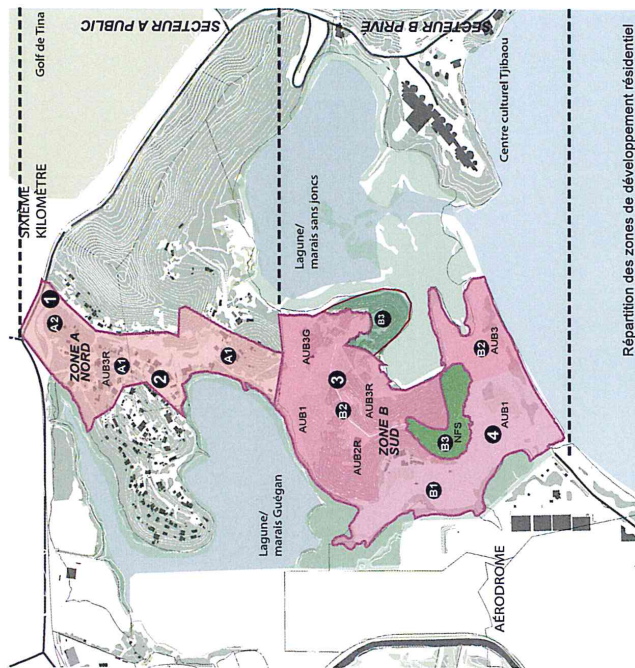 SIXIÈME
KILOMÈTRE
Golf de Tina
SECTEUR A PUBLIC
SECTEUR B PRIVÉ
1
A2
ZONE A
NORD
AUB3R
A1
2
A1
Lagune/
marais sans joncs
Centre culturel Tjibaou
Lagune/
marais Guégan
AUB1
AUB3G
B3
3
B2
AUB3R
AUB2R
ZONE B
SUD
B3
NFS
B2
AUB3
B1
4
AUB1
AÉRODROME
Répartition des zones de développement résidentiel